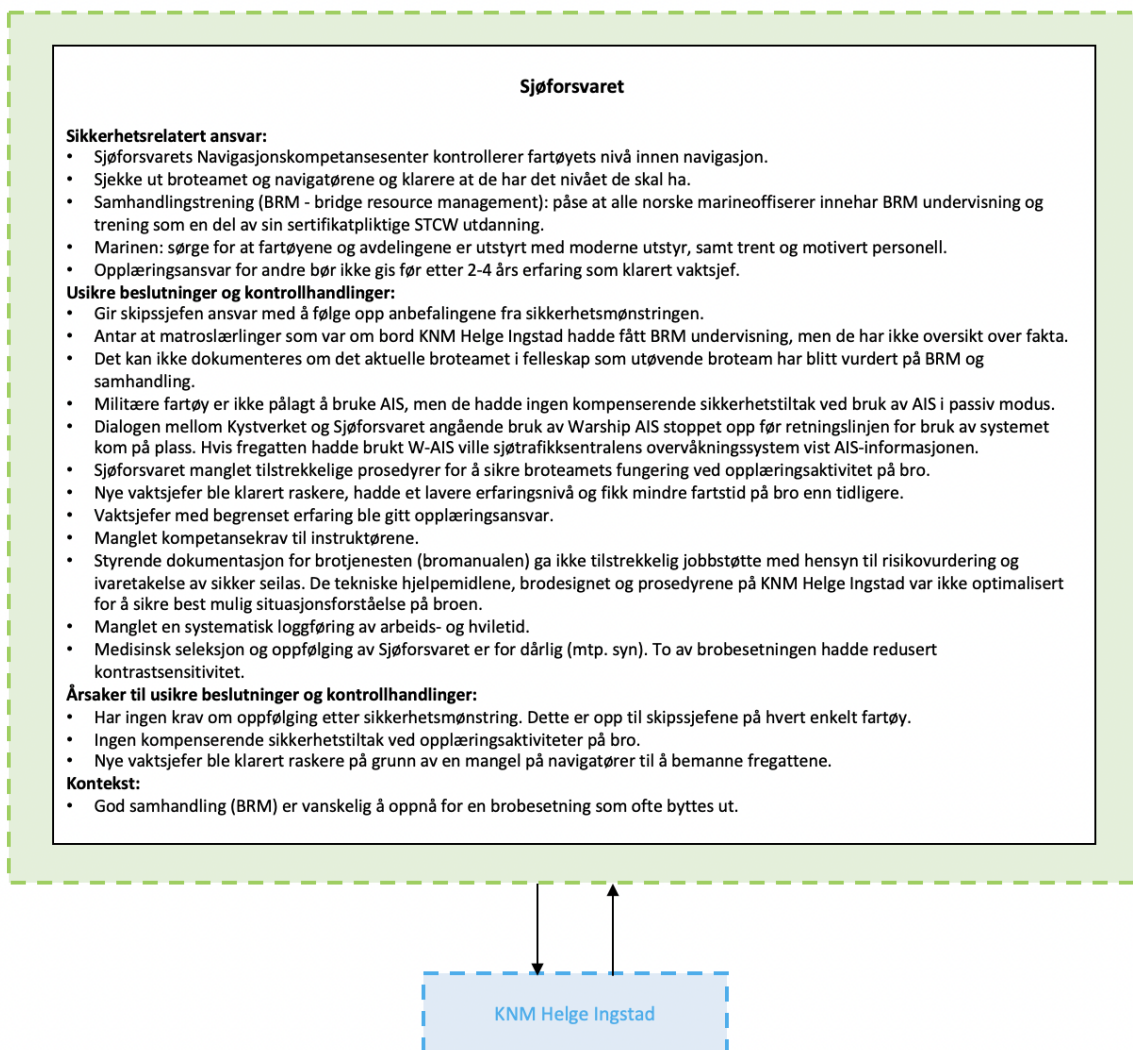 Sjøforsvaret
Sikkerhetsrelatert ansvar:
• Sjøforsvarets Navigasjonskompetansesenter kontrollerer fartøyets nivå innen navigasjon.
• Sjekke ut broteamet og navigatørene og klarere at de har det nivået de skal ha.
• Samhandlingstrening (BRM - bridge resource management): påse at alle norske marineoffiserer innehar BRM undervisning og
trening som en del av sin sertifikatpliktige STCW utdanning.
• Marinen: sørge for at fartøyene og avdelingene er utstyrt med moderne utstyr, samt trent og motivert personell.
• Opplæringsansvar for andre bør ikke gis før etter 2-4 års erfaring som klarert vaktsjef.
Usikre beslutninger og kontrollhandlinger:
• Gir skipssjefen ansvar med å følge opp anbefalingene fra sikkerhetsmønstringen.
• Antar at matroslærlinger som var om bord KNM Helge Ingstad hadde fått BRM undervisning, men de har ikke oversikt over fakta.
• Det kan ikke dokumenteres om det aktuelle broteamet i felleskap som utøvende broteam har blitt vurdert på BRM og
samhandling.
• Militære fartøy er ikke pålagt å bruke AIS, men de hadde ingen kompenserende sikkerhetstiltak ved bruk av AIS i passiv modus.
• Dialogen mellom Kystverket og Sjøforsvaret angående bruk av Warship AIS stoppet opp før retningslinjen for bruk av systemet
kom på plass. Hvis fregatten hadde brukt W-AIS ville sjøtrafikksentralens overvåkningssystem vist AIS-informasjonen.
• Sjøforsvaret manglet tilstrekkelige prosedyrer for å sikre broteamets fungering ved opplæringsaktivitet på bro.
• Nye vaktsjefer ble klarert raskere, hadde et lavere erfaringsnivå og fikk mindre fartstid på bro enn tidligere.
• Vaktsjefer med begrenset erfaring ble gitt opplæringsansvar.
• Manglet kompetansekrav til instruktørene.
• Styrende dokumentasjon for brotjenesten (bromanualen) ga ikke tilstrekkelig jobbstøtte med hensyn til risikovurdering og
ivaretakelse av sikker seilas. De tekniske hjelpemidlene, brodesignet og prosedyrene på KNM Helge Ingstad var ikke optimalisert
for å sikre best mulig situasjonsforståelse på broen.
• Manglet en systematisk loggføring av arbeids- og hviletid.
• Medisinsk seleksjon og oppfølging av Sjøforsvaret er for dårlig (mtp. syn). To av brobesetningen hadde redusert
kontrastsensitivitet.
Årsaker til usikre beslutninger og kontrollhandlinger:
• Har ingen krav om oppfølging etter sikkerhetsmønstring. Dette er opp til skipssjefene på hvert enkelt fartøy.
• Ingen kompenserende sikkerhetstiltak ved opplæringsaktiviteter på bro.
• Nye vaktsjefer ble klarert raskere på grunn av en mangel på navigatører til å bemanne fregattene.
Kontekst:
• God samhandling (BRM) er vanskelig å oppnå for en brobesetning som ofte byttes ut.
KNM Helge Ingstad